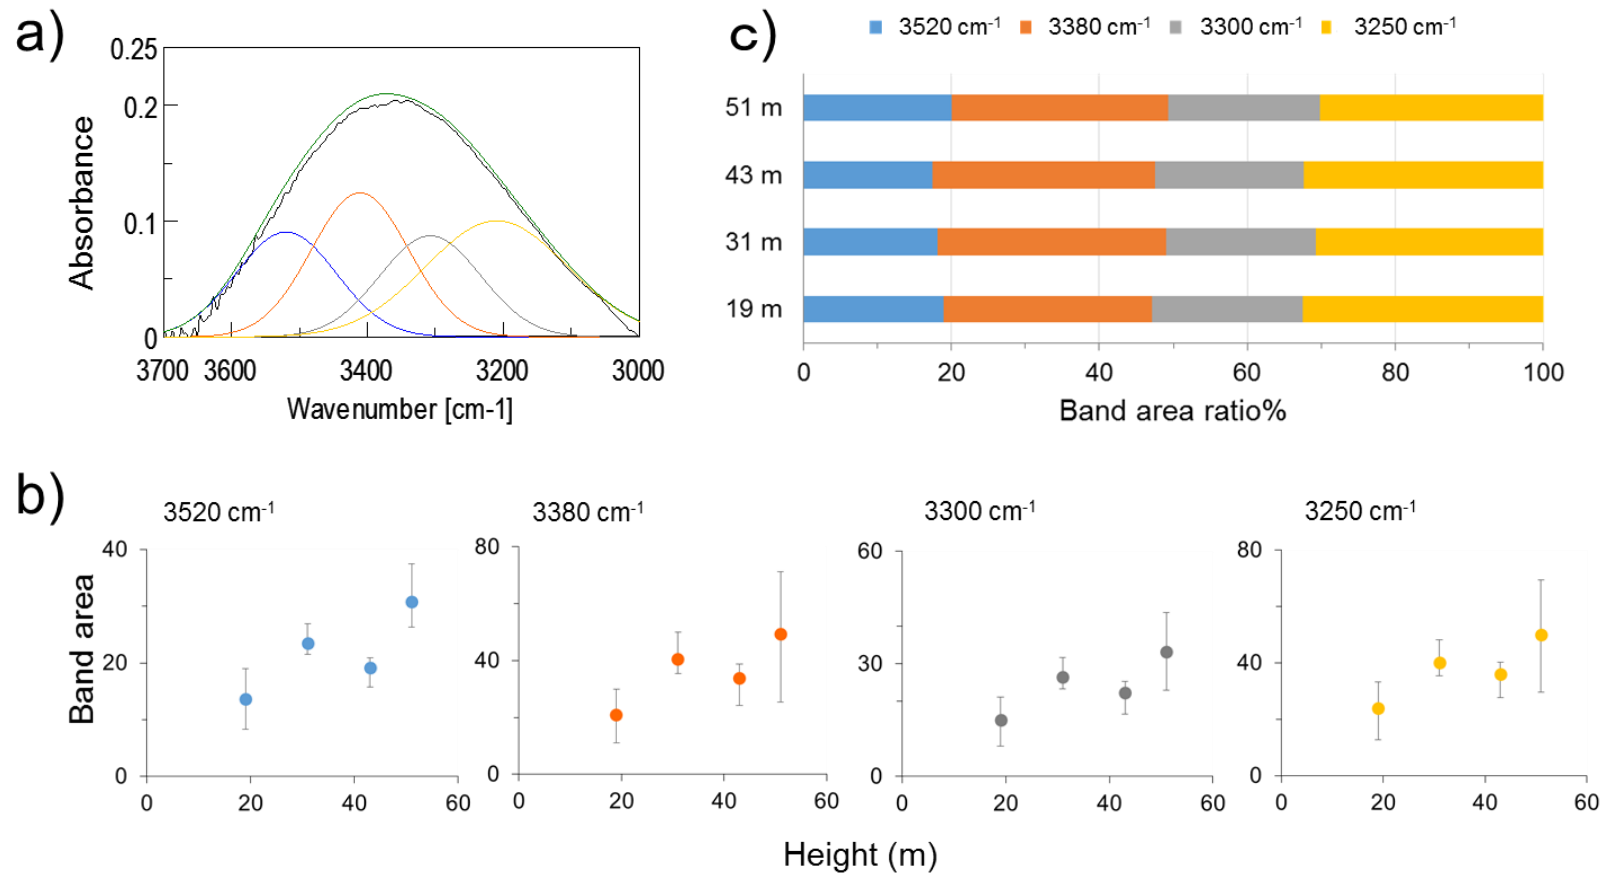 a)
0.25
0.2
0.1
0
Absorbance
3700 3600 3400 3200 3000
Wavenumber [cm-1]
c)
3520 cm⁻¹ 3380 cm⁻¹ 3300 cm⁻¹ 3250 cm⁻¹
51 m
43 m
31 m
19 m
0 20 40 60 80 100
Band area ratio%
b)
3520 cm⁻¹
Band area
40
20
0
0 20 40 60
3380 cm⁻¹
80
40
0
0 20 40 60
3300 cm⁻¹
60
30
0
0 20 40 60
3250 cm⁻¹
80
40
0
0 20 40 60
Height (m)